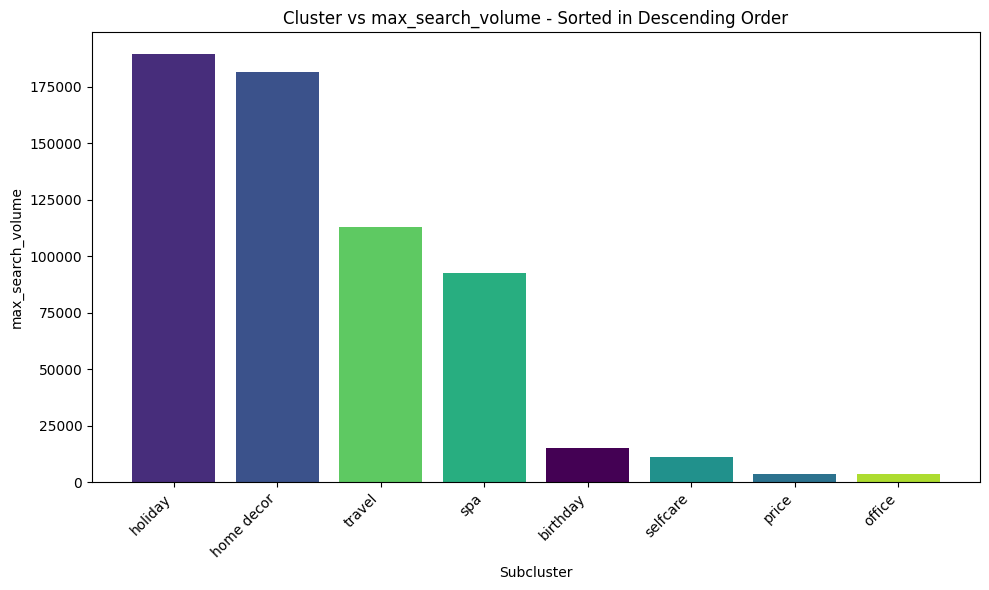 Cluster vs max_search_volume - Sorted in Descending Order
max_search_volume
175000
150000
125000
100000
75000
50000
25000
0
holiday
home decor
travel
spa
birthday
selfcare
price
office
Subcluster